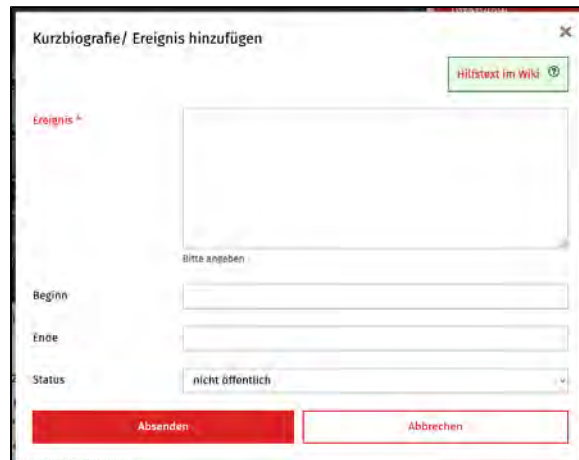 Kurzbiografie/ Ereignis hinzufügen
×
Hilfstext im Wiki
Ereignis *
Bitte angeben
Beginn
Ende
Status
nicht öffentlich
Absenden
Abbrechen